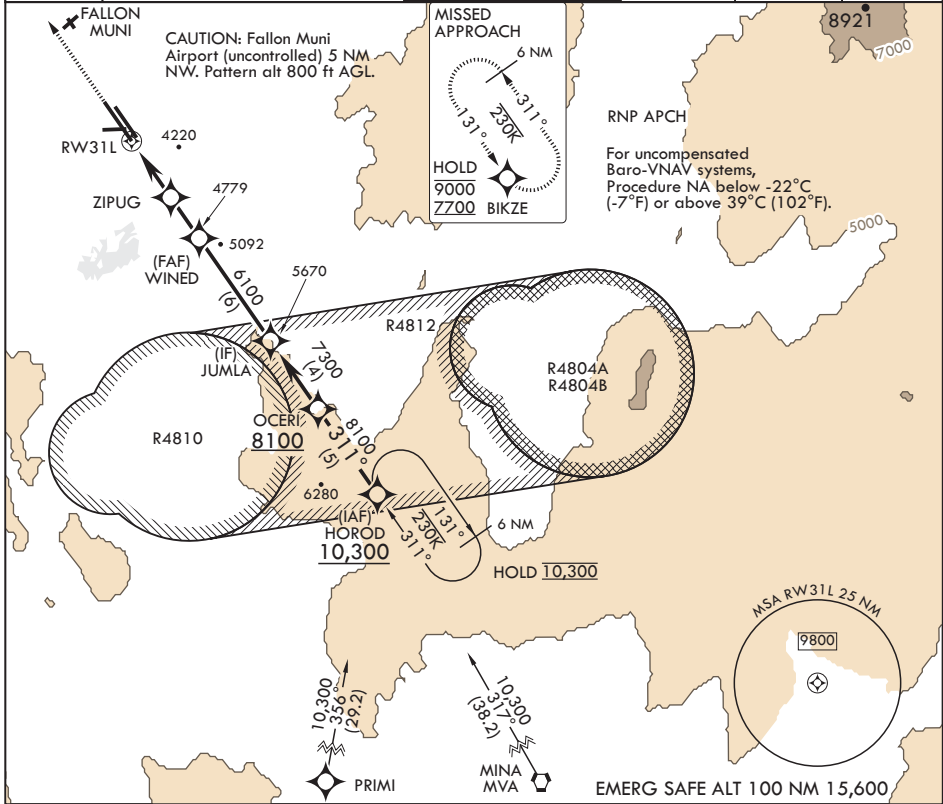 FALLON
MUNI
CAUTION: Fallon Muni
Airport (uncontrolled) 5 NM
NW. Pattern alt 800 ft AGL.
MISSED
APPROACH
6 NM
311°
230K
131°
HOLD
9000
7700
BIKZE
8921
7000
RNP APCH
For uncompensated
Baro-VNAV systems,
Procedure NA below -22°C
(-7°F) or above 39°C (102°F).
5000
RW31L
4220
ZIPUG
4779
5092
(FAF)
WINED
6100
(6)
5670
(IF)
JUMLA
R4812
7300
(4)
R4804A
R4804B
OCERI
8100
R4810
8100
311°
(5)
6280
(IAF)
HOROD
10,300
131°
230K
311°
6 NM
HOLD 10,300
MSA RW31L 25 NM
9800
10,300
356°
(29.2)
PRIMI
10,300
317°
(38.2)
MINA
MVA
EMERG SAFE ALT 100 NM 15,600